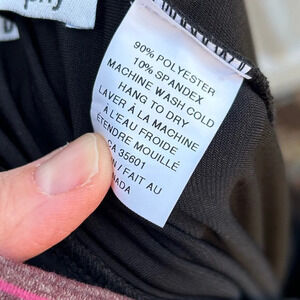 90% POLYESTER
10% SPANDEX
MACHINE WASH COLD
HANG TO DRY
LAVER À LA MACHINE
À L'EAU FROIDE
ÉTENDRE MOUILLÉ
CA 35601
/FAIT AU